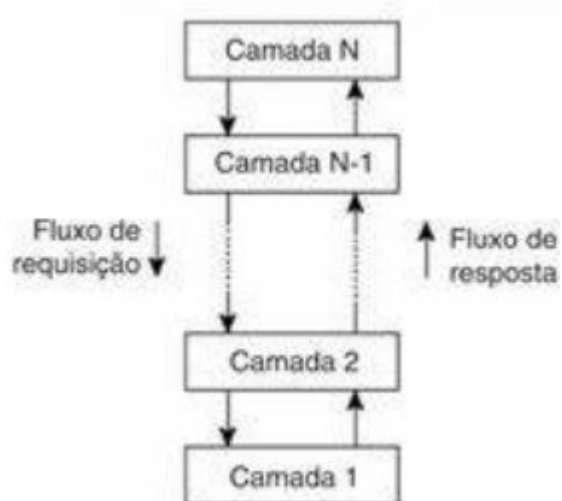 Camada N
Camada N-1
Fluxo de
requisição
Fluxo de
resposta
Camada 2
Camada 1